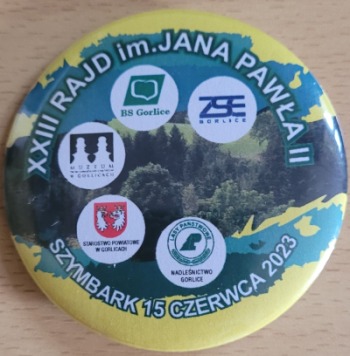 XXIII RAJD im. JANA PAWŁA II
BS Gorlice
ZSE
GORLICE
MUZEUM
W GORLICACH
STAROSTWO POWIATOWE
W GORLICACH
LASY PAŃSTWOWE
NADLEŚNICTWO
GORLICE
SZYMBARK 15 CZERWCA 2023